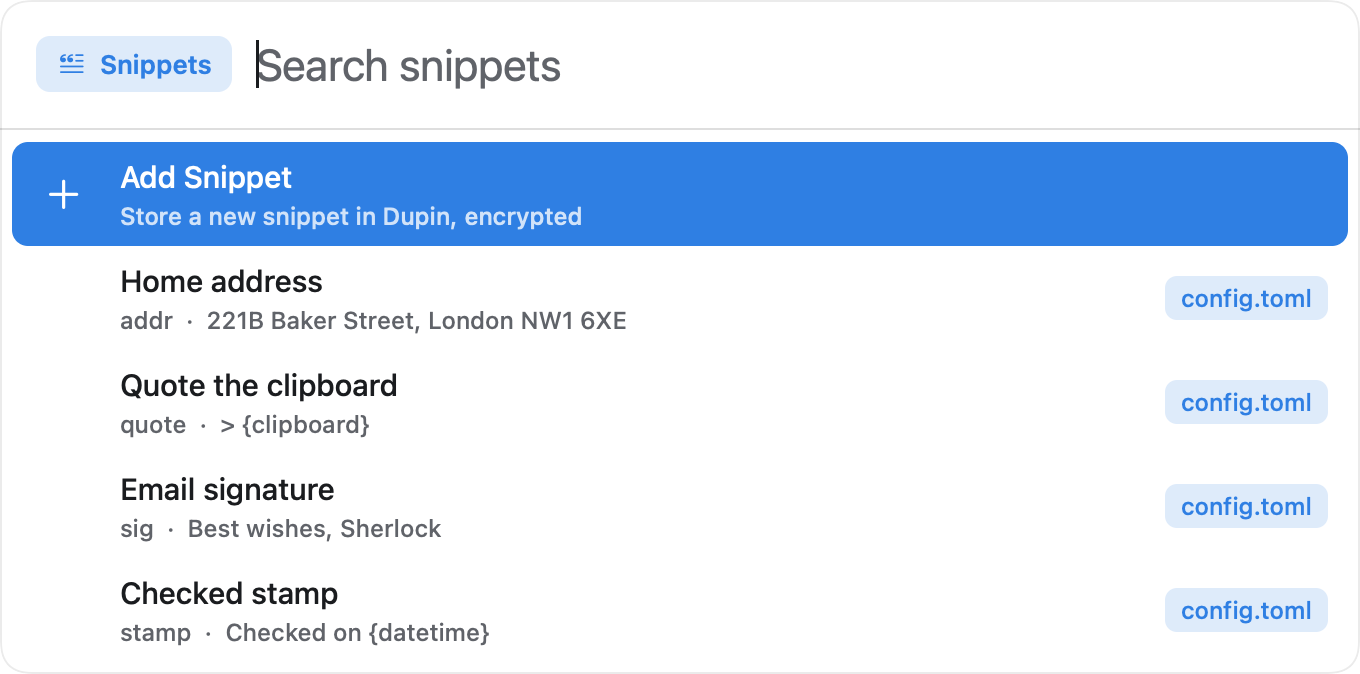 Snippets
Search snippets
Add Snippet
Store a new snippet in Dupin, encrypted
Home address
addr · 221B Baker Street, London NW1 6XE
config.toml
Quote the clipboard
quote · > {clipboard}
config.toml
Email signature
sig · Best wishes, Sherlock
config.toml
Checked stamp
stamp · Checked on {datetime}
config.toml